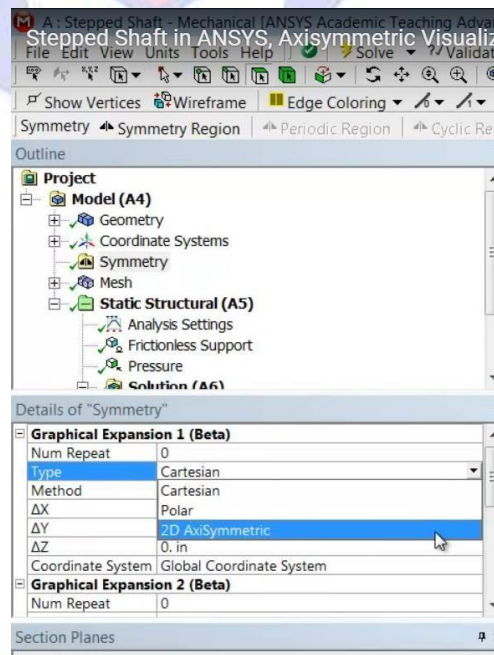 A : Stepped Shaft - Mechanical [ANSYS Academic Teaching Adva
Stepped Shaft in ANSYS, Axisymmetric Visualiz
File Edit View Units Tools Help Solve ?/Validat
Show Vertices Wireframe Edge Coloring
Symmetry Symmetry Region Periodic Region Cyclic Re
Outline
Project
Model (A4)
Geometry
Coordinate Systems
Symmetry
Mesh
Static Structural (A5)
Analysis Settings
Frictionless Support
Pressure
Solution (A6)
Details of "Symmetry"
Graphical Expansion 1 (Beta)
Num Repeat 0
Type Cartesian
Method Cartesian
ΔX Polar
ΔY 2D AxiSymmetric
ΔZ 0. in
Coordinate System Global Coordinate System
Graphical Expansion 2 (Beta)
Num Repeat 0
Section Planes